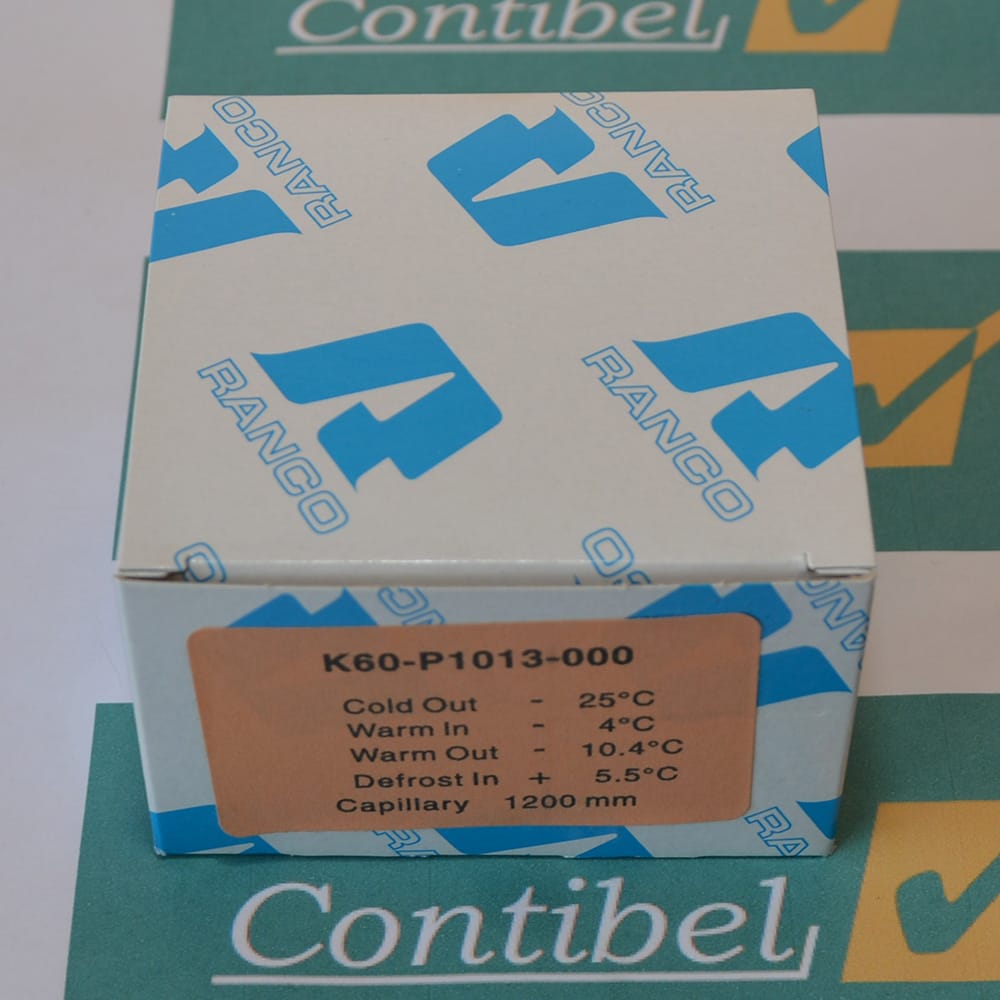 Contibel
RANCO
RANCO
RANCO
RANCO
K60-P1013-000
Cold Out - 25°C
Warm In - 4°C
Warm Out - 10.4°C
Defrost In + 5.5°C
Capillary 1200 mm
Contibel